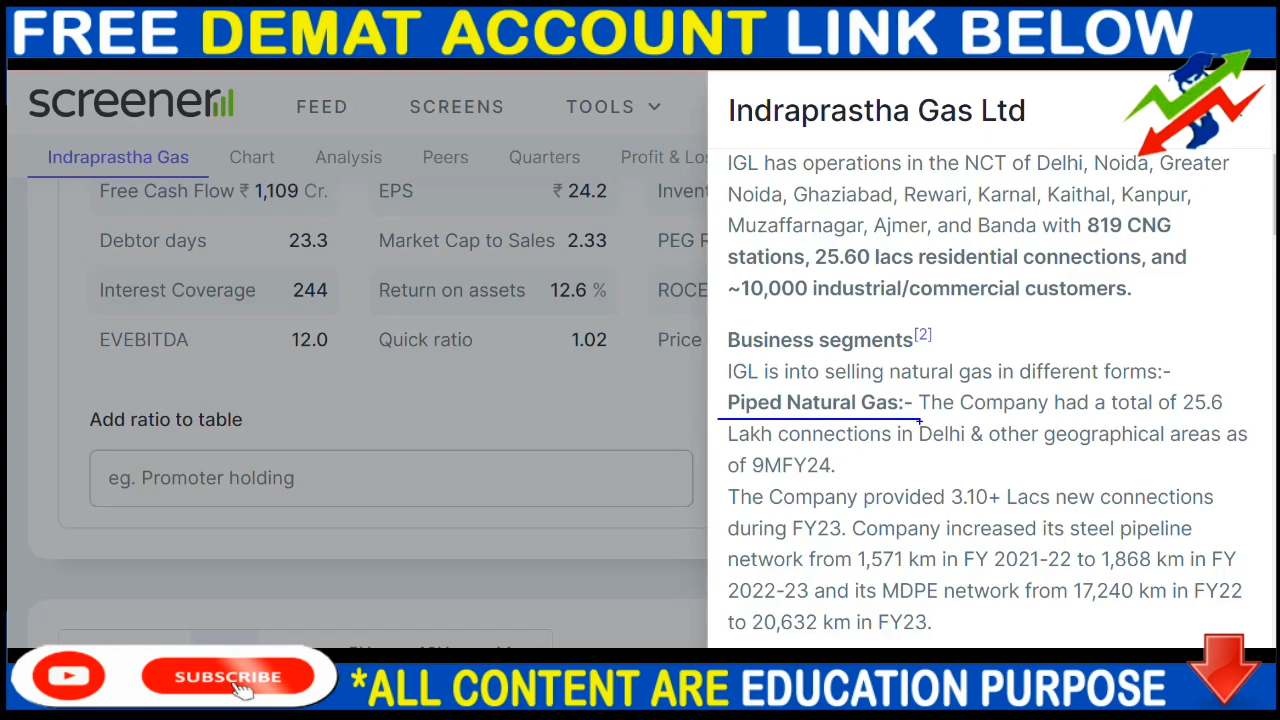 FREE DEMAT ACCOUNT LINK BELOW
screener
FEED
SCREENS
TOOLS
Indraprastha Gas
Chart
Analysis
Peers
Quarters
Profit & Los
Free Cash Flow ₹ 1,109 Cr.
EPS ₹ 24.2
Invent
Debtor days 23.3
Market Cap to Sales 2.33
PEG R
Interest Coverage 244
Return on assets 12.6 %
ROCE
EVEBITDA 12.0
Quick ratio 1.02
Price
Add ratio to table
eg. Promoter holding
Indraprastha Gas Ltd
IGL has operations in the NCT of Delhi, Noida, Greater
Noida, Ghaziabad, Rewari, Karnal, Kaithal, Kanpur,
Muzaffarnagar, Ajmer, and Banda with 819 CNG
stations, 25.60 lacs residential connections, and
~10,000 industrial/commercial customers.
Business segments[2]
IGL is into selling natural gas in different forms:-
Piped Natural Gas:- The Company had a total of 25.6
Lakh connections in Delhi & other geographical areas as
of 9MFY24.
The Company provided 3.10+ Lacs new connections
during FY23. Company increased its steel pipeline
network from 1,571 km in FY 2021-22 to 1,868 km in FY
2022-23 and its MDPE network from 17,240 km in FY22
to 20,632 km in FY23.
SUBSCRIBE
*ALL CONTENT ARE EDUCATION PURPOSE